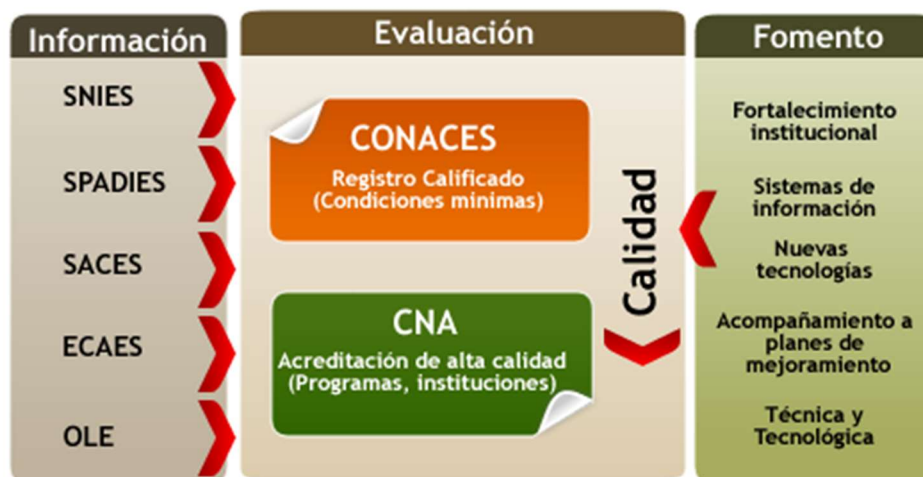 Información
SNIES
SPADIES
SACES
ECAES
OLE
Evaluación
CONACES
Registro Calificado
(Condiciones minimas)
CNA
Acreditación de alta calidad
(Programas, instituciones)
Calidad
Fomento
Fortalecimiento
institucional
Sistemas de
información
Nuevas
tecnologías
Acompañamiento a
planes de
mejoramiento
Técnica y
Tecnológica